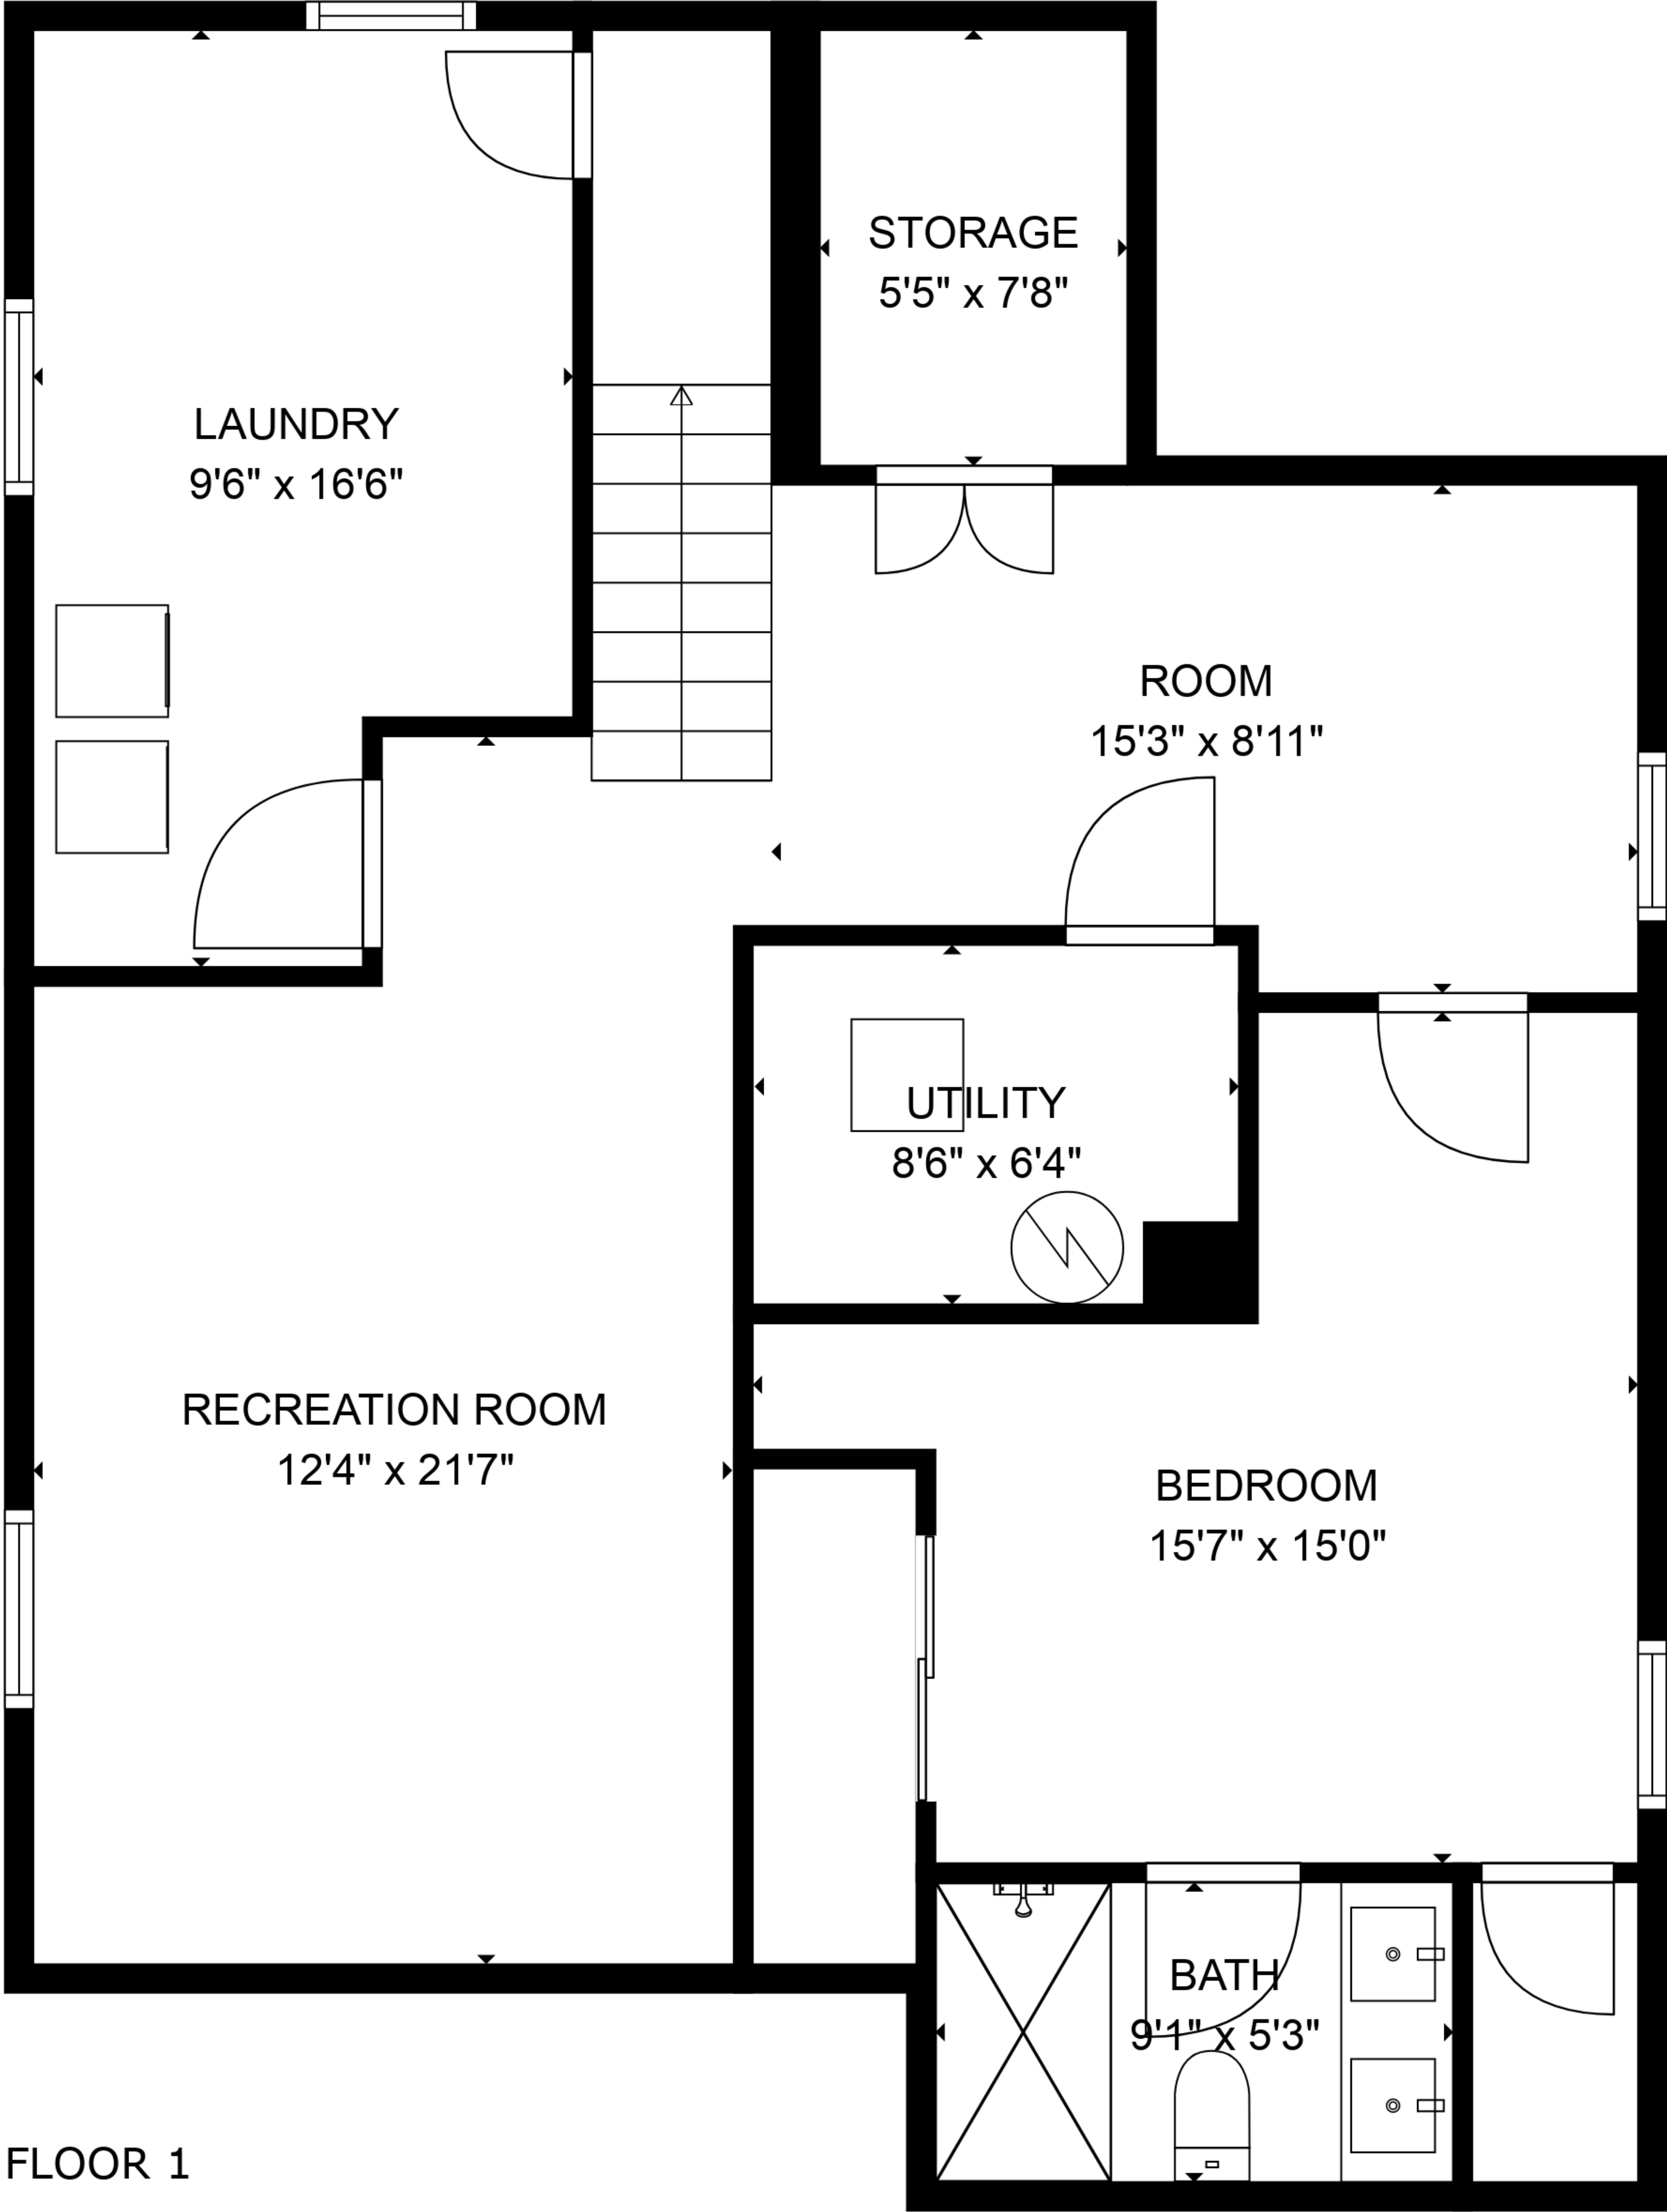 STORAGE
5'5" x 7'8"
LAUNDRY
9'6" x 16'6"
ROOM
15'3" x 8'11"
UTILITY
8'6" x 6'4"
RECREATION ROOM
12'4" x 21'7"
BEDROOM
15'7" x 15'0"
BATH
9'1" x 5'3"
FLOOR 1